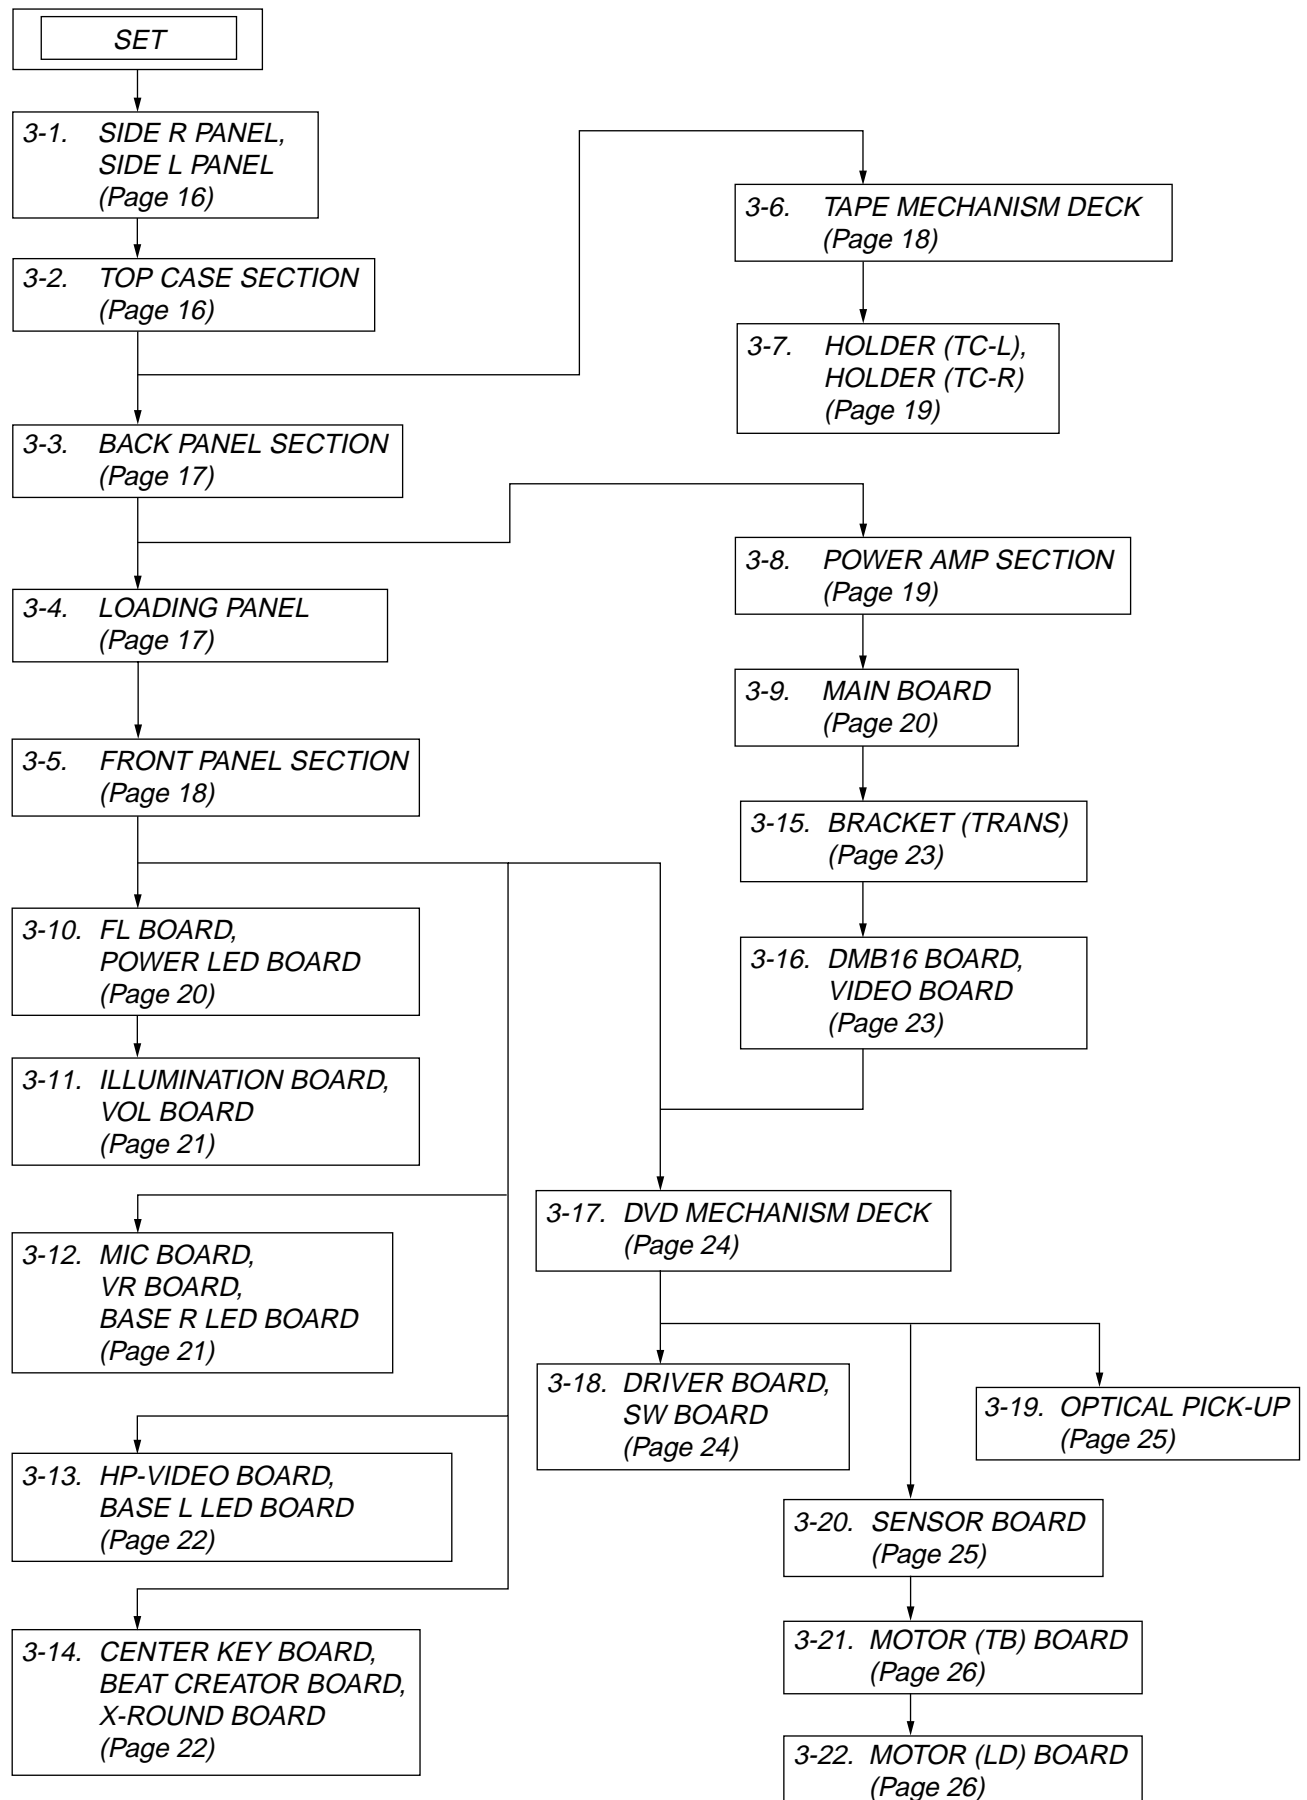 SET
3-1. SIDE R PANEL,
SIDE L PANEL
(Page 16)
3-2. TOP CASE SECTION
(Page 16)
3-3. BACK PANEL SECTION
(Page 17)
3-4. LOADING PANEL
(Page 17)
3-5. FRONT PANEL SECTION
(Page 18)
3-6. TAPE MECHANISM DECK
(Page 18)
3-7. HOLDER (TC-L),
HOLDER (TC-R)
(Page 19)
3-8. POWER AMP SECTION
(Page 19)
3-9. MAIN BOARD
(Page 20)
3-15. BRACKET (TRANS)
(Page 23)
3-16. DMB16 BOARD,
VIDEO BOARD
(Page 23)
3-10. FL BOARD,
POWER LED BOARD
(Page 20)
3-11. ILLUMINATION BOARD,
VOL BOARD
(Page 21)
3-12. MIC BOARD,
VR BOARD,
BASE R LED BOARD
(Page 21)
3-13. HP-VIDEO BOARD,
BASE L LED BOARD
(Page 22)
3-14. CENTER KEY BOARD,
BEAT CREATOR BOARD,
X-ROUND BOARD
(Page 22)
3-17. DVD MECHANISM DECK
(Page 24)
3-18. DRIVER BOARD,
SW BOARD
(Page 24)
3-19. OPTICAL PICK-UP
(Page 25)
3-20. SENSOR BOARD
(Page 25)
3-21. MOTOR (TB) BOARD
(Page 26)
3-22. MOTOR (LD) BOARD
(Page 26)